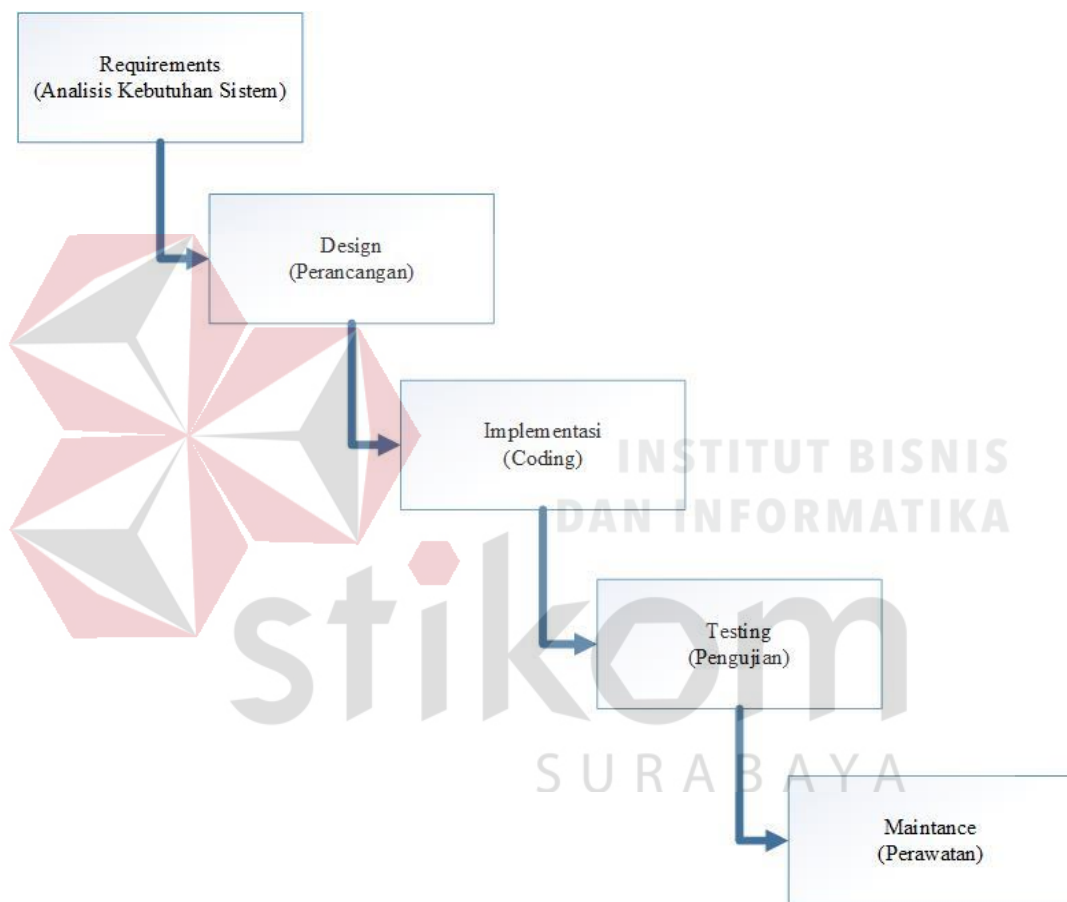 Requirements
(Analisis Kebutuhan Sistem)
Design
(Perancangan)
Implementasi
(Coding)
INSTITUT BISNIS
DAN INFORMATIKA
stikom
SURABAYA
Testing
(Pengujian)
Maintance
(Perawatan)